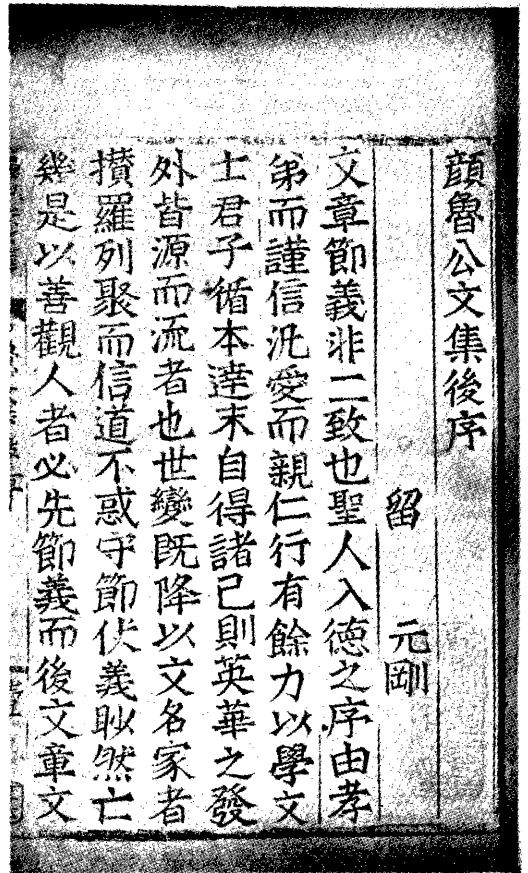 顔魯公文集後序
留　元剛
文章節義非二致也聖人入徳之序由孝
弟而謹信汎愛而親仁行有餘力以學文
士君子循本達末自得諸己則英華之發
外皆源而流者也世變既降以文名家者
攅羅列聚而信道不惑守節仗義眇然亡
幾是以善觀人者必先節義而後文章文